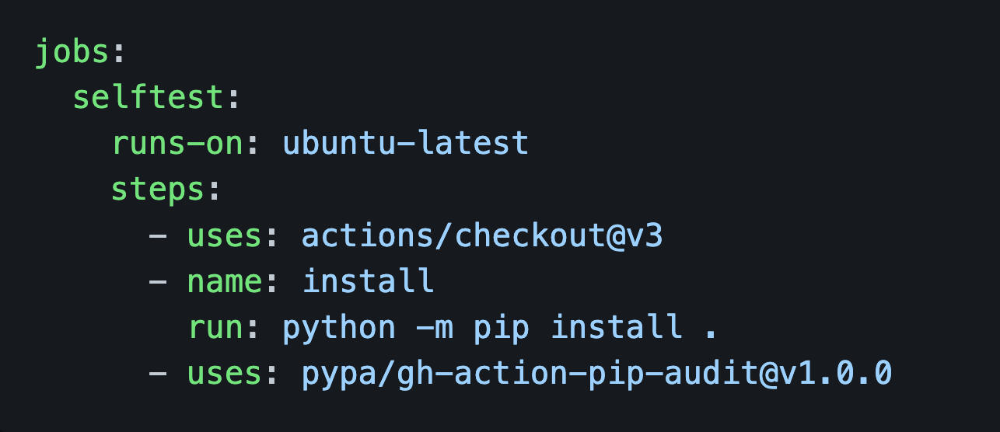 jobs:
  selftest:
    runs-on: ubuntu-latest
    steps:
      - uses: actions/checkout@v3
      - name: install
        run: python -m pip install .
      - uses: pypa/gh-action-pip-audit@v1.0.0